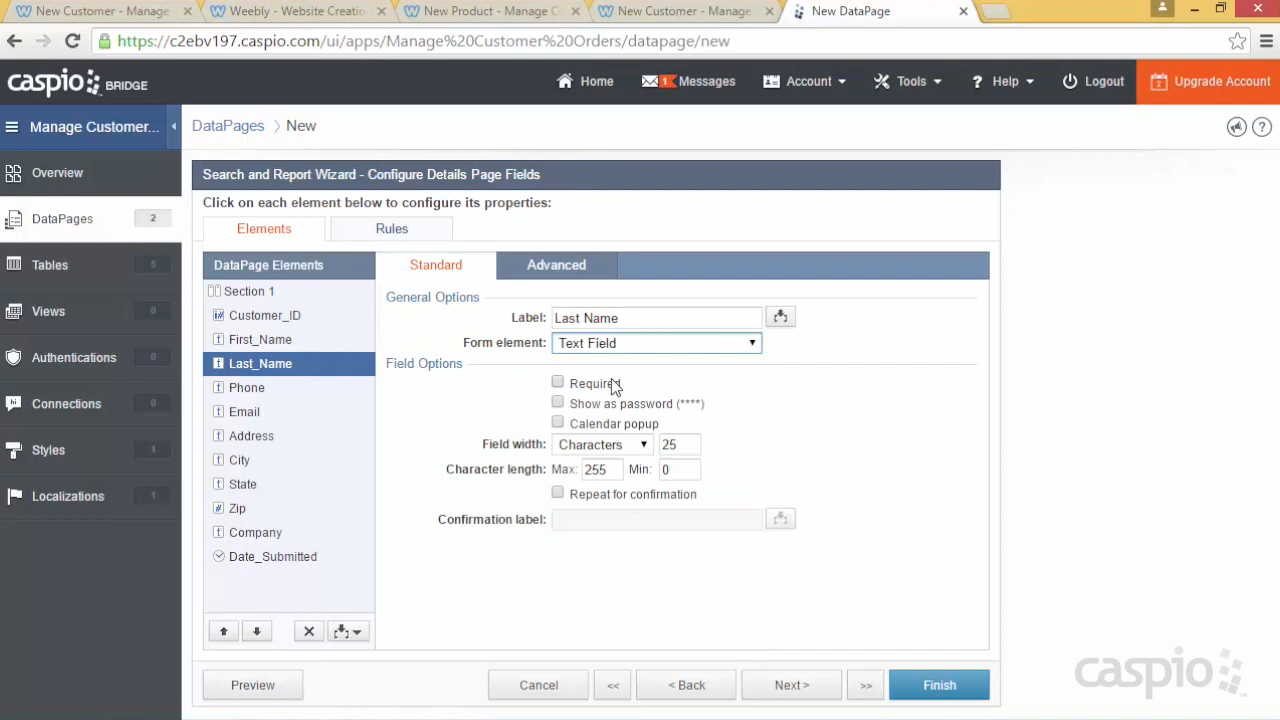 New Customer - Manage
Weebly - Website Creatio
New Product - Manage C
New Customer - Manage
New DataPage
https://c2ebv197.caspio.com/ui/apps/Manage%20Customer%20Orders/datapage/new
caspio BRIDGE
Home
1
Messages
Account
Tools
? Help
Logout
Upgrade Account
Manage Customer...
DataPages
New
Overview
DataPages 2
Tables 5
Views 0
Authentications 0
Connections 0
Styles 1
Localizations 1
Search and Report Wizard - Configure Details Page Fields
Click on each element below to configure its properties:
Elements
Rules
DataPage Elements
Standard
Advanced
Section 1
Customer_ID
First_Name
Last_Name
Phone
Email
Address
City
State
Zip
Company
Date_Submitted
General Options
Label: Last Name
Form element: Text Field
Field Options
Required
Show as password (****)
Calendar popup
Field width: Characters 25
Character length: Max: 255 Min: 0
Repeat for confirmation
Confirmation label:
Preview
Cancel
<<
< Back
Next >
>>
Finish
caspio